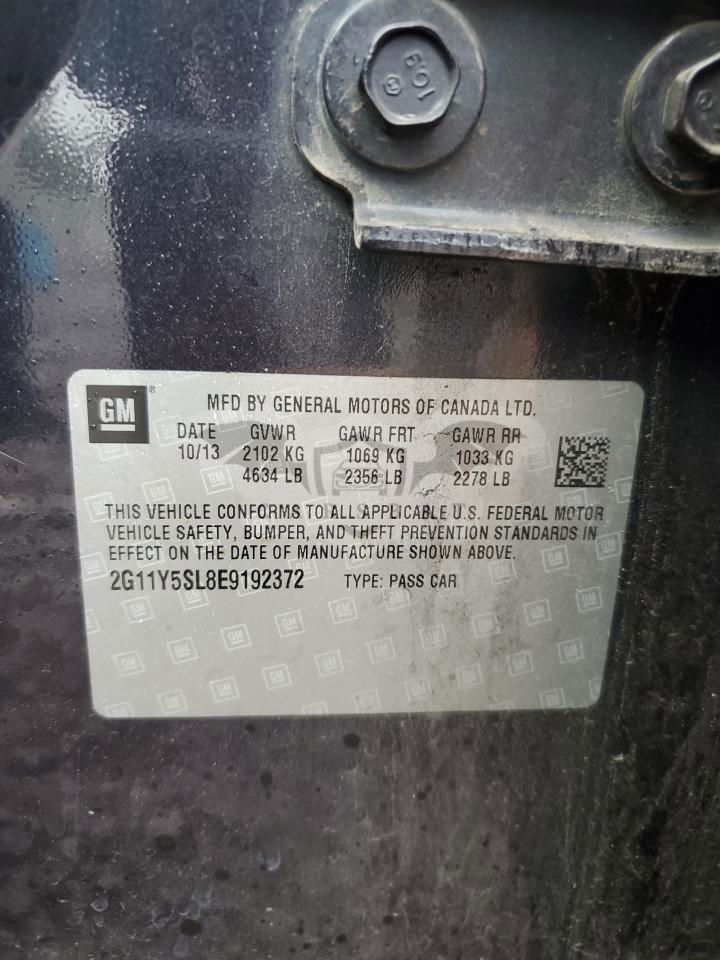 10.9
GM
MFD BY GENERAL MOTORS OF CANADA LTD.
DATE GVWR GAWR FRT GAWR RR
10/13 2102 KG 1069 KG 1033 KG
4634 LB 2356 LB 2278 LB
THIS VEHICLE CONFORMS TO ALL APPLICABLE U.S. FEDERAL MOTOR
VEHICLE SAFETY, BUMPER, AND THEFT PREVENTION STANDARDS IN
EFFECT ON THE DATE OF MANUFACTURE SHOWN ABOVE.
2G11Y5SL8E9192372 TYPE: PASS CAR